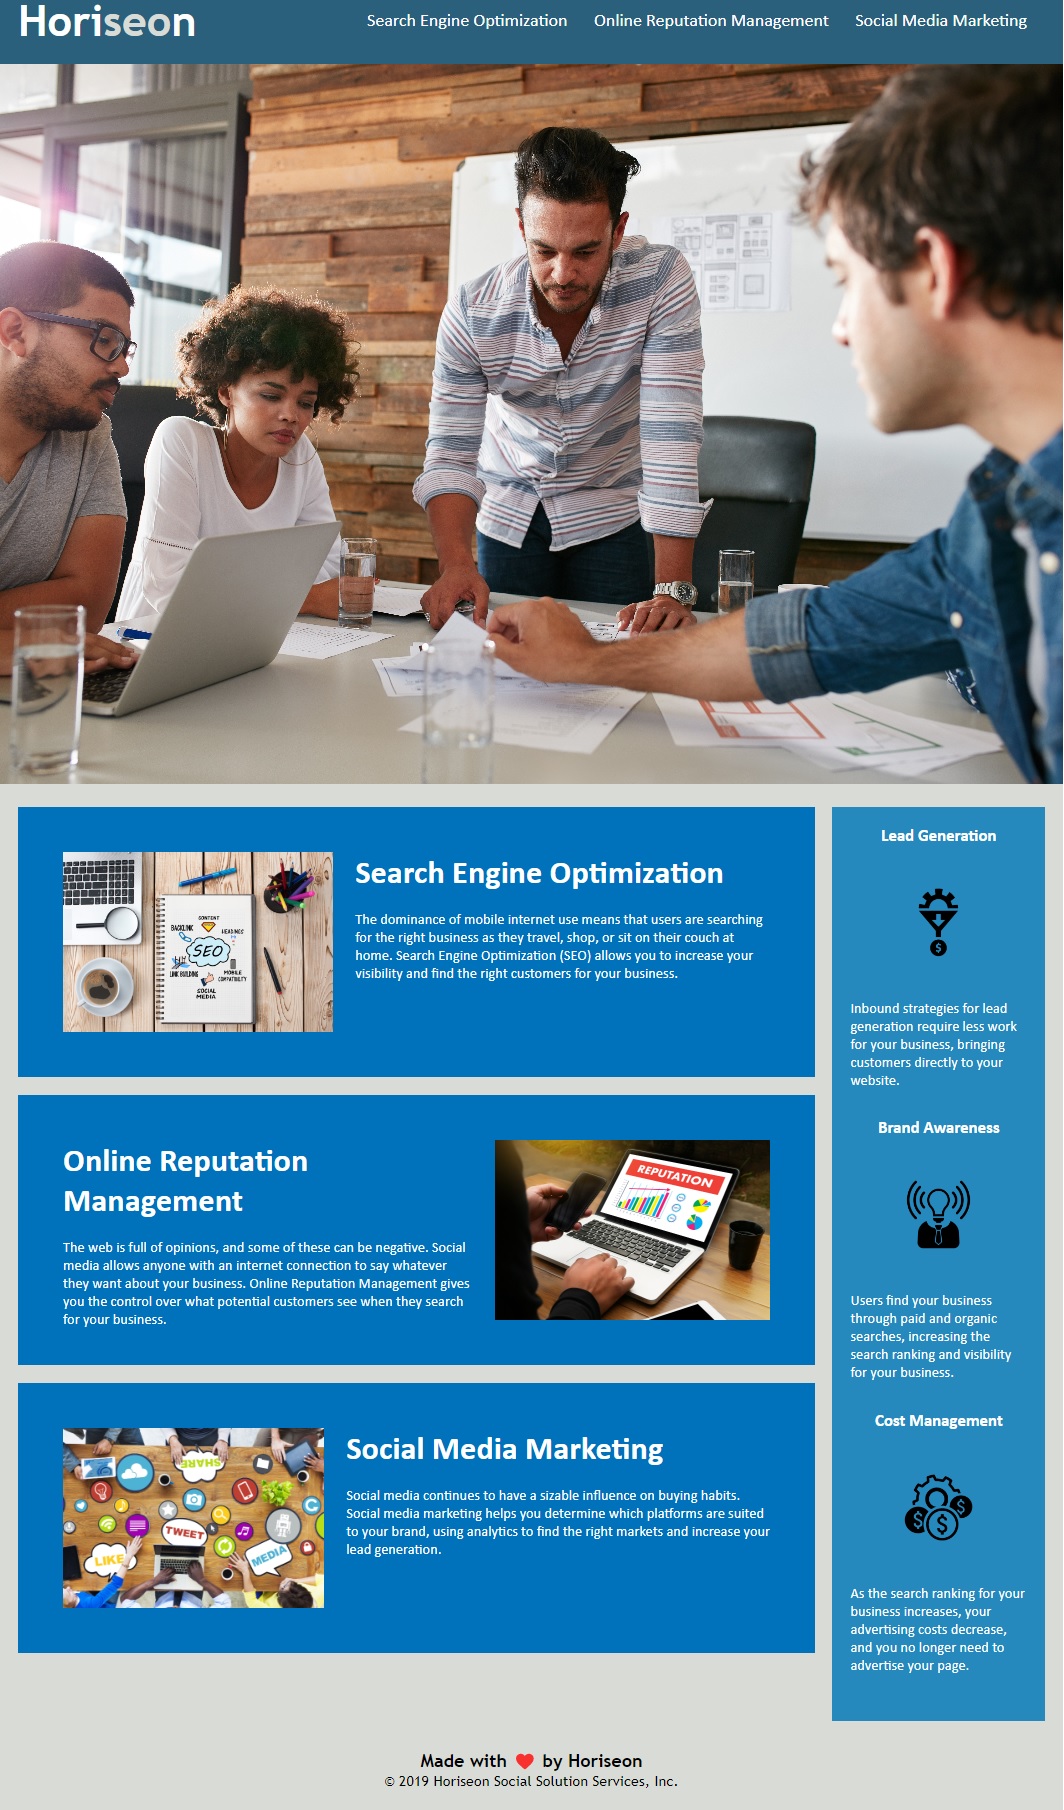 Horiseon
Search Engine Optimization
Online Reputation Management
Social Media Marketing
Search Engine Optimization
The dominance of mobile internet use means that users are searching
for the right business as they travel, shop, or sit on their couch at
home. Search Engine Optimization (SEO) allows you to increase your
visibility and find the right customers for your business.
CONTENT
BACKLINK
HEADINGS
SEO
LINK BUILDING
MOBILE
COMPATIBILITY
SOCIAL
MEDIA
Online Reputation
Management
The web is full of opinions, and some of these can be negative. Social
media allows anyone with an internet connection to say whatever
they want about your business. Online Reputation Management gives
you the control over what potential customers see when they search
for your business.
REPUTATION
Social Media Marketing
Social media continues to have a sizable influence on buying habits.
Social media marketing helps you determine which platforms are suited
to your brand, using analytics to find the right markets and increase your
lead generation.
SHARE
TWEET
LIKE
MEDIA
Lead Generation
$
Inbound strategies for lead
generation require less work
for your business, bringing
customers directly to your
website.
Brand Awareness
Users find your business
through paid and organic
searches, increasing the
search ranking and visibility
for your business.
Cost Management
$ $ $
As the search ranking for your
business increases, your
advertising costs decrease,
and you no longer need to
advertise your page.
Made with ❤️ by Horiseon
© 2019 Horiseon Social Solution Services, Inc.